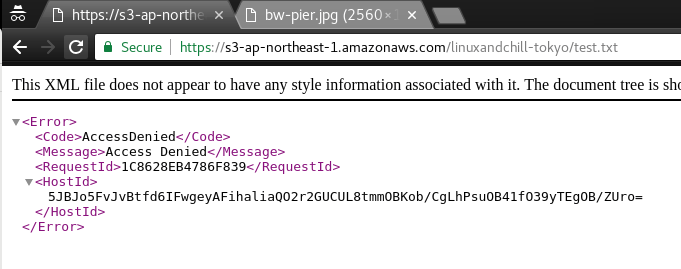 https://s3-ap-northe
bw-pier.jpg (2560 × 1
Secure
https://s3-ap-northeast-1.amazonaws.com/linuxandchill-tokyo/test.txt
This XML file does not appear to have any style information associated with it. The document tree is sho
<Error>
<Code>AccessDenied</Code>
<Message>Access Denied</Message>
<RequestId>1C8628EB4786F839</RequestId>
<HostId>
5JBJo5FvJvBtfd6IFwgeyAFihaliaQO2r2GUCUL8tmmOBKob/CgLhPsuOB41fO39yTEgOB/ZUro=
</HostId>
</Error>